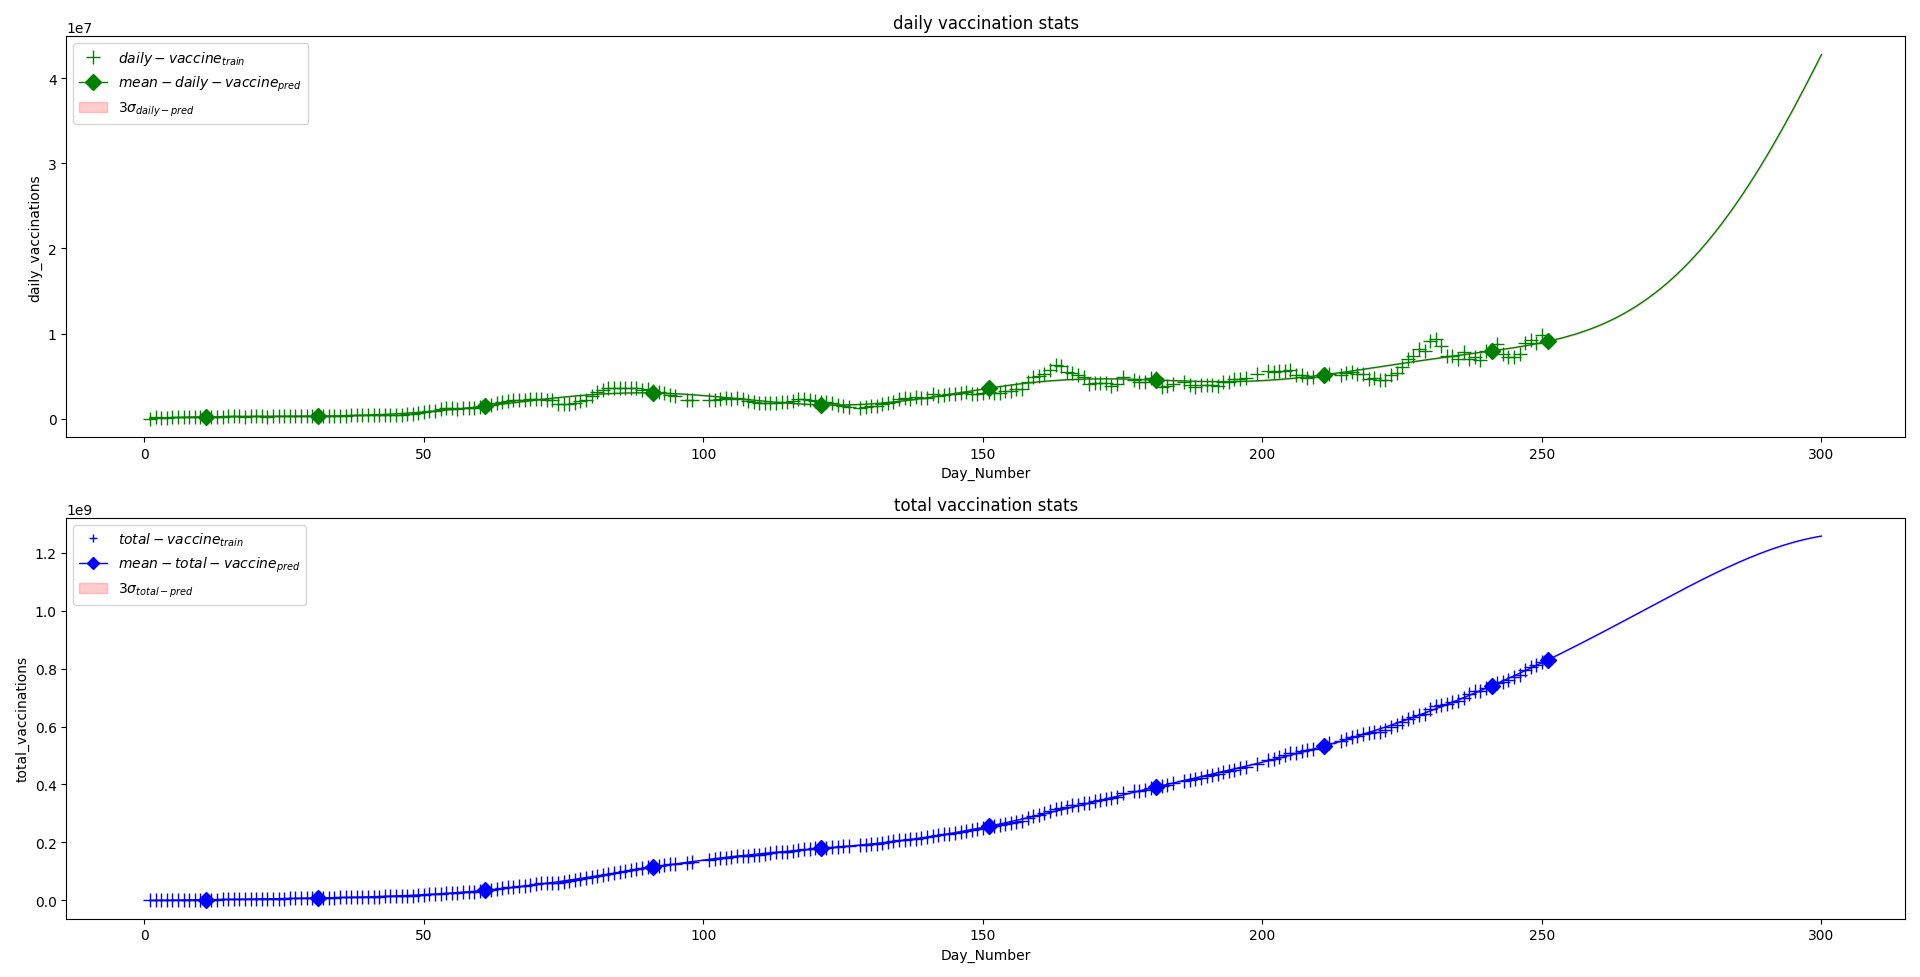 daily vaccination stats
1e7
daily−vaccine_train
mean−daily−vaccine_pred
3σ_daily−pred
4
3
2
1
0
daily_vaccinations
0 50 100 150 200 250 300
Day_Number
total vaccination stats
1e9
total−vaccine_train
mean−total−vaccine_pred
3σ_total−pred
1.2
1.0
0.8
0.6
0.4
0.2
0.0
total_vaccinations
0 50 100 150 200 250 300
Day_Number